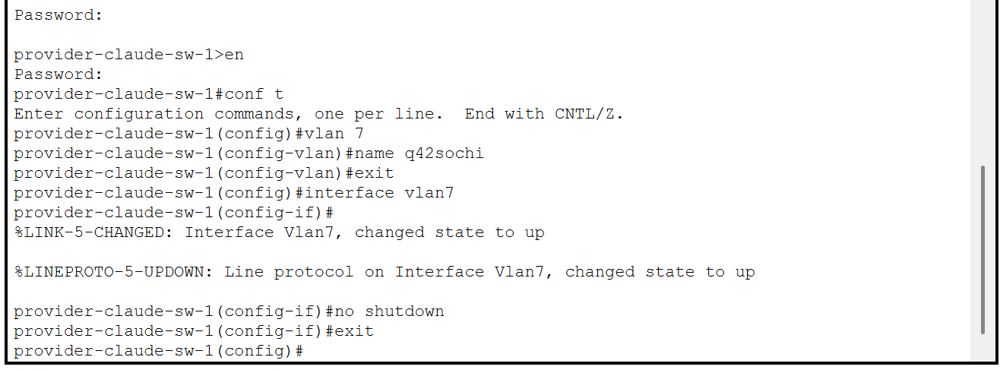 Password:
provider-claude-sw-1>en
Password:
provider-claude-sw-1#conf t
Enter configuration commands, one per line.  End with CNTL/Z.
provider-claude-sw-1(config)#vlan 7
provider-claude-sw-1(config-vlan)#name q42sochi
provider-claude-sw-1(config-vlan)#exit
provider-claude-sw-1(config)#interface vlan7
provider-claude-sw-1(config-if)#
%LINK-5-CHANGED: Interface Vlan7, changed state to up
%LINEPROTO-5-UPDOWN: Line protocol on Interface Vlan7, changed state to up
provider-claude-sw-1(config-if)#no shutdown
provider-claude-sw-1(config-if)#exit
provider-claude-sw-1(config)#